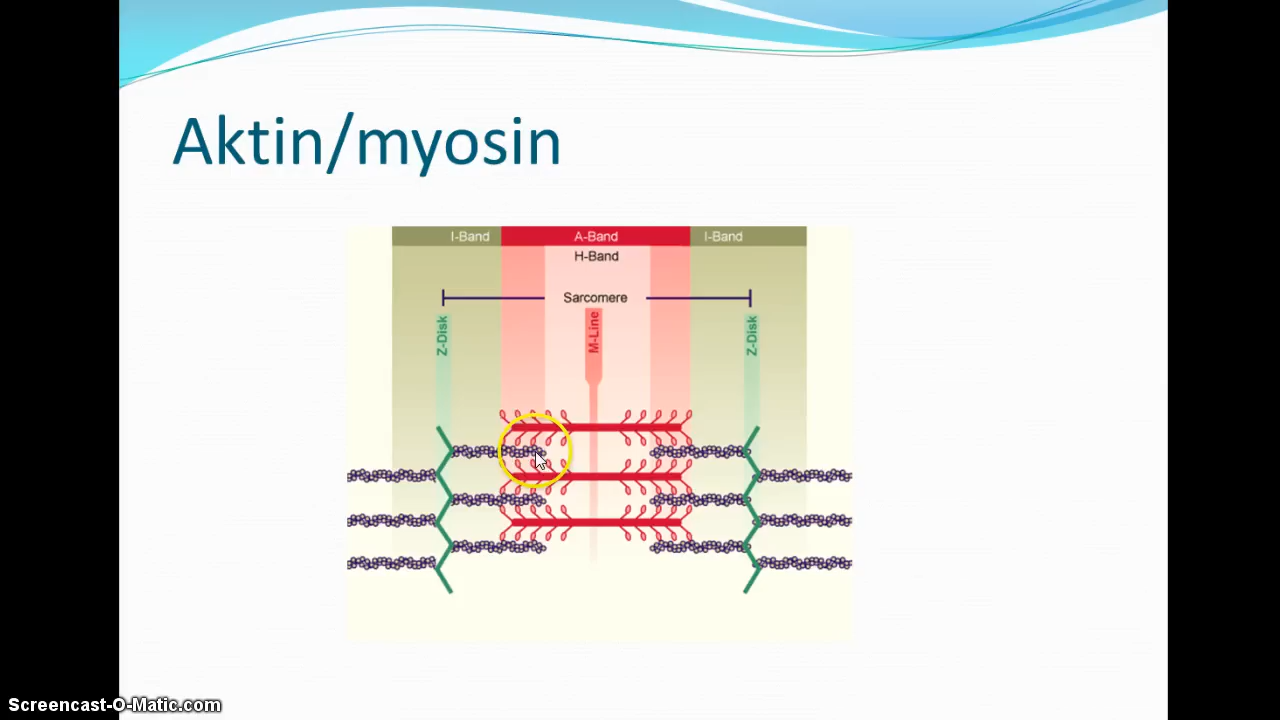 Aktin/myosin
I-Band A-Band I-Band
H-Band
Sarcomere
Z-Disk M-Line Z-Disk
Screencast-O-Matic.com